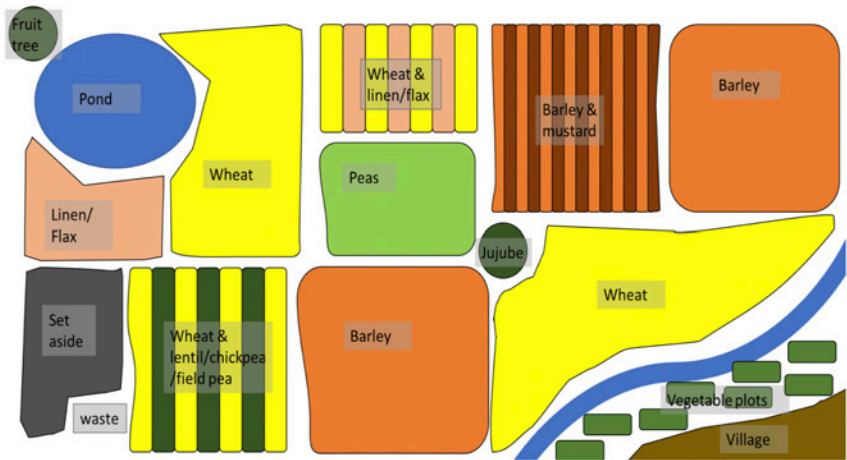 Fruit
tree
Pond
Wheat
Linen/
Flax
Wheat &
linen/flax
Peas
Barley &
mustard
Barley
Jujube
Wheat
Set
aside
waste
Wheat &
lentil/chickpea
/field pea
Barley
Vegetable plots
Village